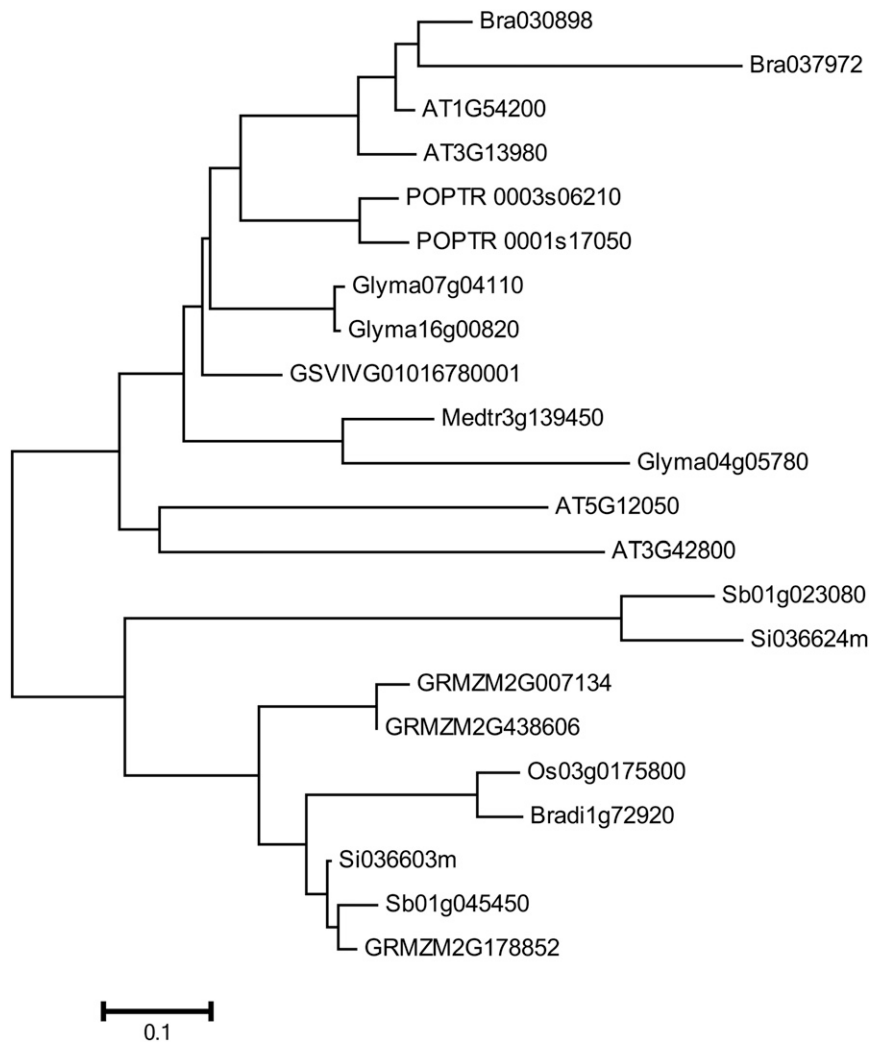 Bra030898
Bra037972
AT1G54200
AT3G13980
POPTR 0003s06210
POPTR 0001s17050
Glyma07g04110
Glyma16g00820
GSVIVG01016780001
Medtr3g139450
Glyma04g05780
AT5G12050
AT3G42800
Sb01g023080
Si036624m
GRMZM2G007134
GRMZM2G438606
Os03g0175800
Bradi1g72920
Si036603m
Sb01g045450
GRMZM2G178852
0.1